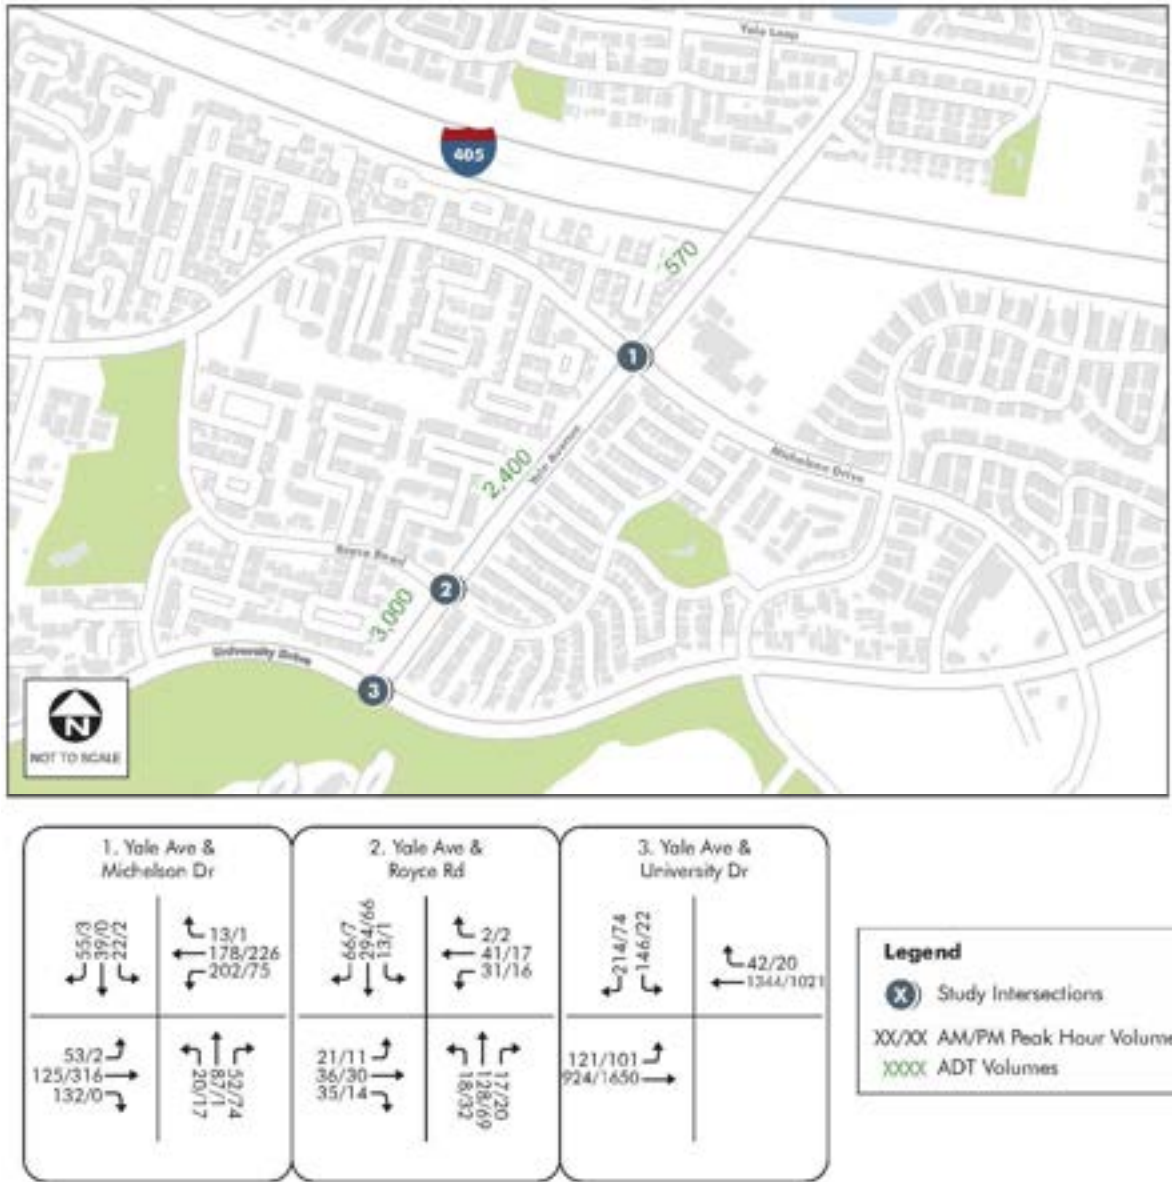 Yale Loop
405
570
1
Michelson Drive
Yale Avenue
2,400
Royce Road
2
3,000
University Drive
3
N
NOT TO SCALE
1. Yale Ave &
Michelson Dr
55/3
39/0
22/2
13/1
178/226
202/75
53/2
125/316
132/0
20/17
87/1
52/74
2. Yale Ave &
Royce Rd
66/7
294/66
13/1
2/2
41/17
31/16
21/11
36/30
35/14
18/32
128/69
17/20
3. Yale Ave &
University Dr
214/74
146/22
42/20
1344/1021
121/101
924/1650
Legend
X Study Intersections
XX/XX AM/PM Peak Hour Volume
XXXX ADT Volumes